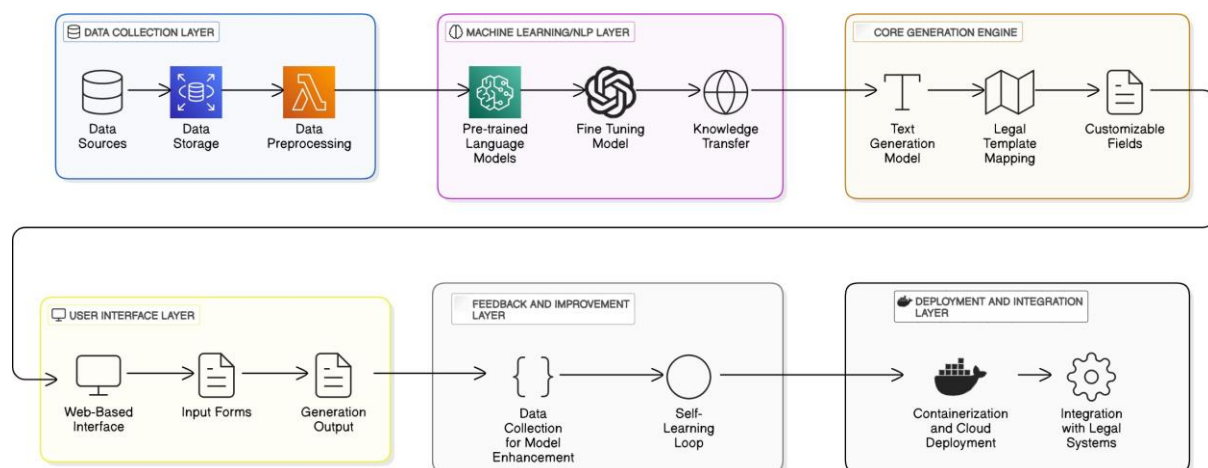 DATA COLLECTION LAYER
Data
Sources
Data
Storage
Data
Preprocessing
MACHINE LEARNING/NLP LAYER
Pre-trained
Language
Models
Fine Tuning
Model
Knowledge
Transfer
CORE GENERATION ENGINE
Text
Generation
Model
Legal
Template
Mapping
Customizable
Fields
USER INTERFACE LAYER
Web-Based
Interface
Input Forms
Generation
Output
FEEDBACK AND IMPROVEMENT
LAYER
Data
Collection
for Model
Enhancement
Self-
Learning
Loop
DEPLOYMENT AND INTEGRATION
LAYER
Containerization
and Cloud
Deployment
Integration
with Legal
Systems